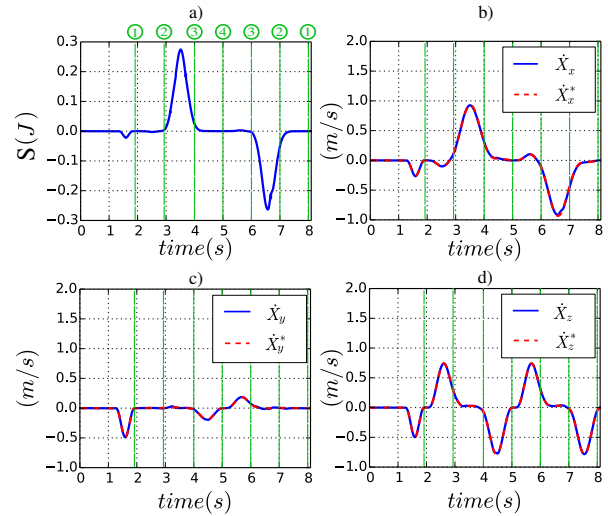 a)
① ② ③ ④ ③ ② ①
0.3
0.2
0.1
0.0
−0.1
−0.2
−0.3
S(J)
0 1 2 3 4 5 6 7 8
time(s)
b)
2.0
1.5
1.0
0.5
0.0
−0.5
−1.0
(m/s)
Ẋx
Ẋ*x
0 1 2 3 4 5 6 7 8
time(s)
c)
2.0
1.5
1.0
0.5
0.0
−0.5
−1.0
(m/s)
Ẋy
Ẋ*y
0 1 2 3 4 5 6 7 8
time(s)
d)
2.0
1.5
1.0
0.5
0.0
−0.5
−1.0
(m/s)
Ẋz
Ẋ*z
0 1 2 3 4 5 6 7 8
time(s)